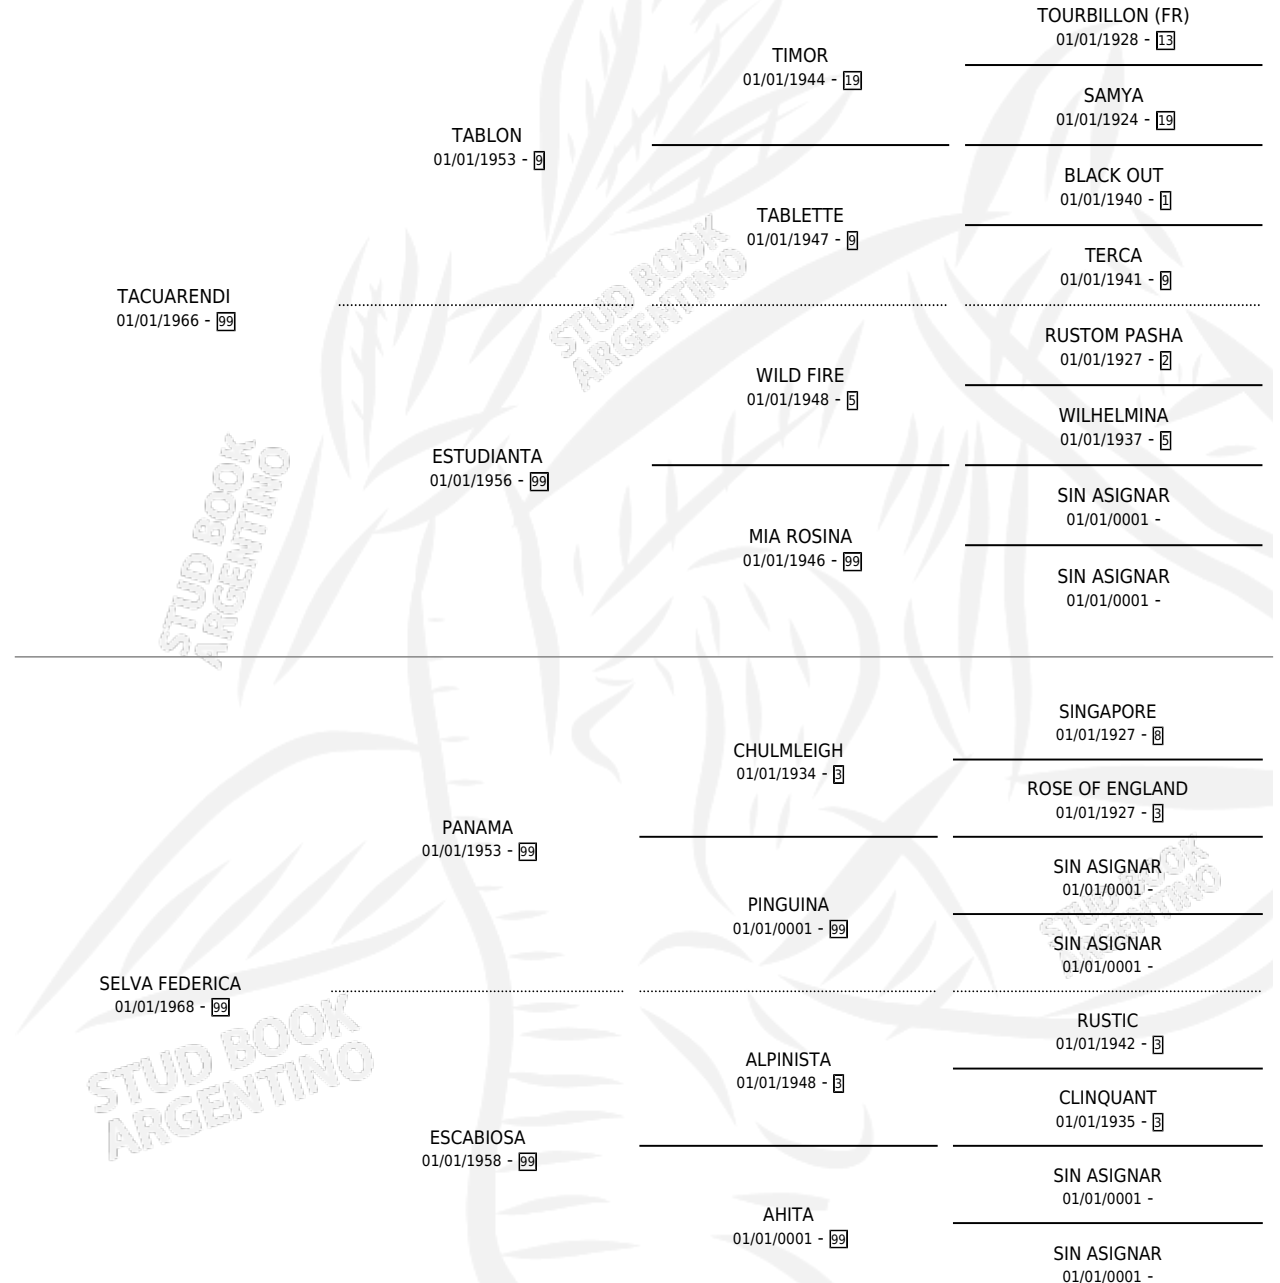 TOURBILLON (FR)
01/01/1928 - 13
TIMOR
01/01/1944 - 19
SAMYA
01/01/1924 - 19
TABLON
01/01/1953 - 9
BLACK OUT
01/01/1940 - 1
TABLETTE
01/01/1947 - 9
TERCA
01/01/1941 - 9
TACUARENDI
01/01/1966 - 99
RUSTOM PASHA
01/01/1927 - 2
WILD FIRE
01/01/1948 - 5
WILHELMINA
01/01/1937 - 5
ESTUDIANTA
01/01/1956 - 99
SIN ASIGNAR
01/01/0001 -
MIA ROSINA
01/01/1946 - 99
SIN ASIGNAR
01/01/0001 -
STUD BOOK
ARGENTINO
STUD BOOK
ARGENTINO
SINGAPORE
01/01/1927 - 8
CHULMLEIGH
01/01/1934 - 3
ROSE OF ENGLAND
01/01/1927 - 3
PANAMA
01/01/1953 - 99
SIN ASIGNAR
01/01/0001 -
PINGUINA
01/01/0001 - 99
SIN ASIGNAR
01/01/0001 -
STUD BOOK
ARGENTINO
SELVA FEDERICA
01/01/1968 - 99
RUSTIC
01/01/1942 - 3
ALPINISTA
01/01/1948 - 3
CLINQUANT
01/01/1935 - 3
STUD BOOK
ARGENTINO
ESCABIOSA
01/01/1958 - 99
SIN ASIGNAR
01/01/0001 -
AHITA
01/01/0001 - 99
SIN ASIGNAR
01/01/0001 -